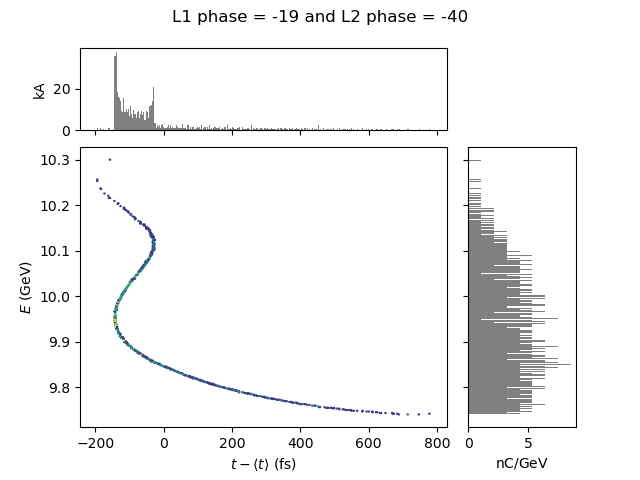 L1 phase = -19 and L2 phase = -40
20
0
kA
10.3
10.2
10.1
10.0
9.9
9.8
E (GeV)
−200 0 200 400 600 800
t − ⟨t⟩ (fs)
0 5
nC/GeV